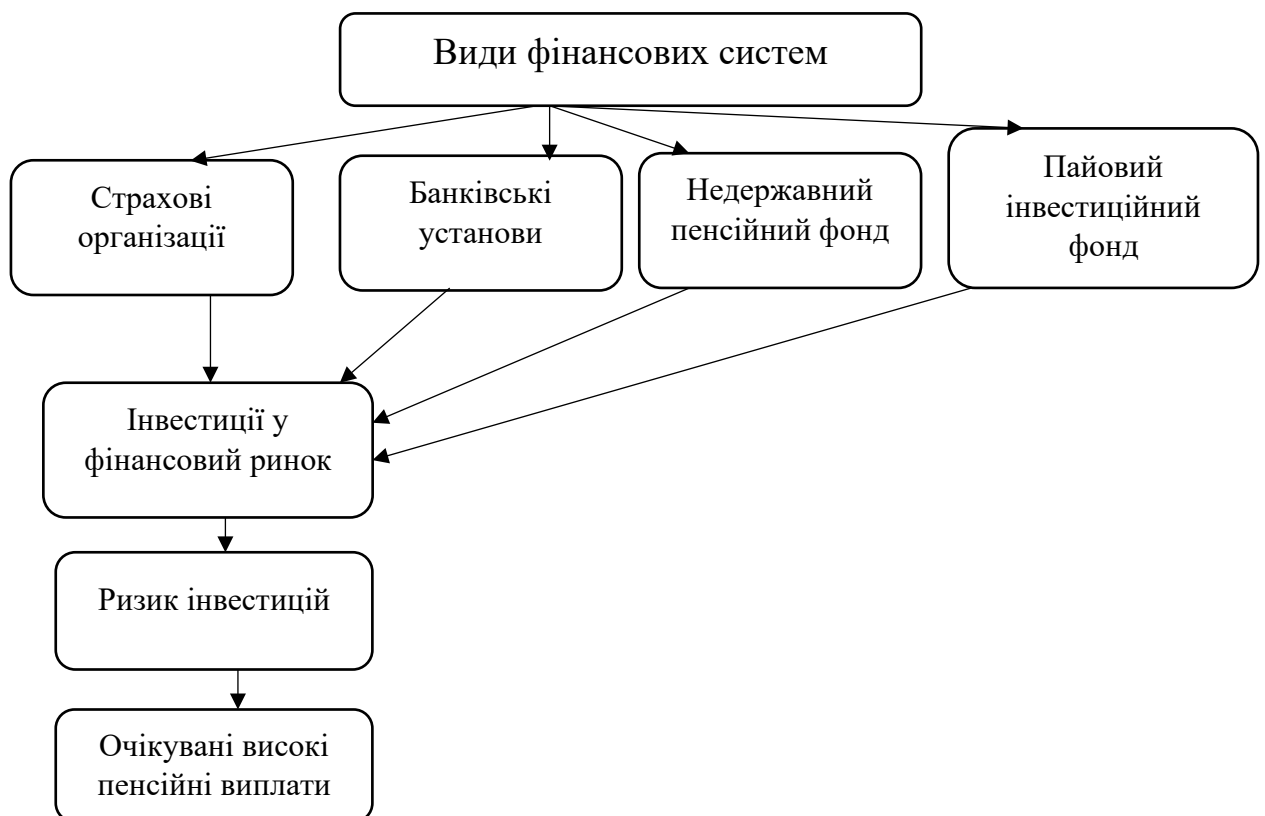 Види фінансових систем
Страхові
організації
Банківські
установи
Недержавний
пенсійний фонд
Пайовий
інвестиційний
фонд
Інвестиції у
фінансовий ринок
Ризик інвестицій
Очікувані високі
пенсійні виплати